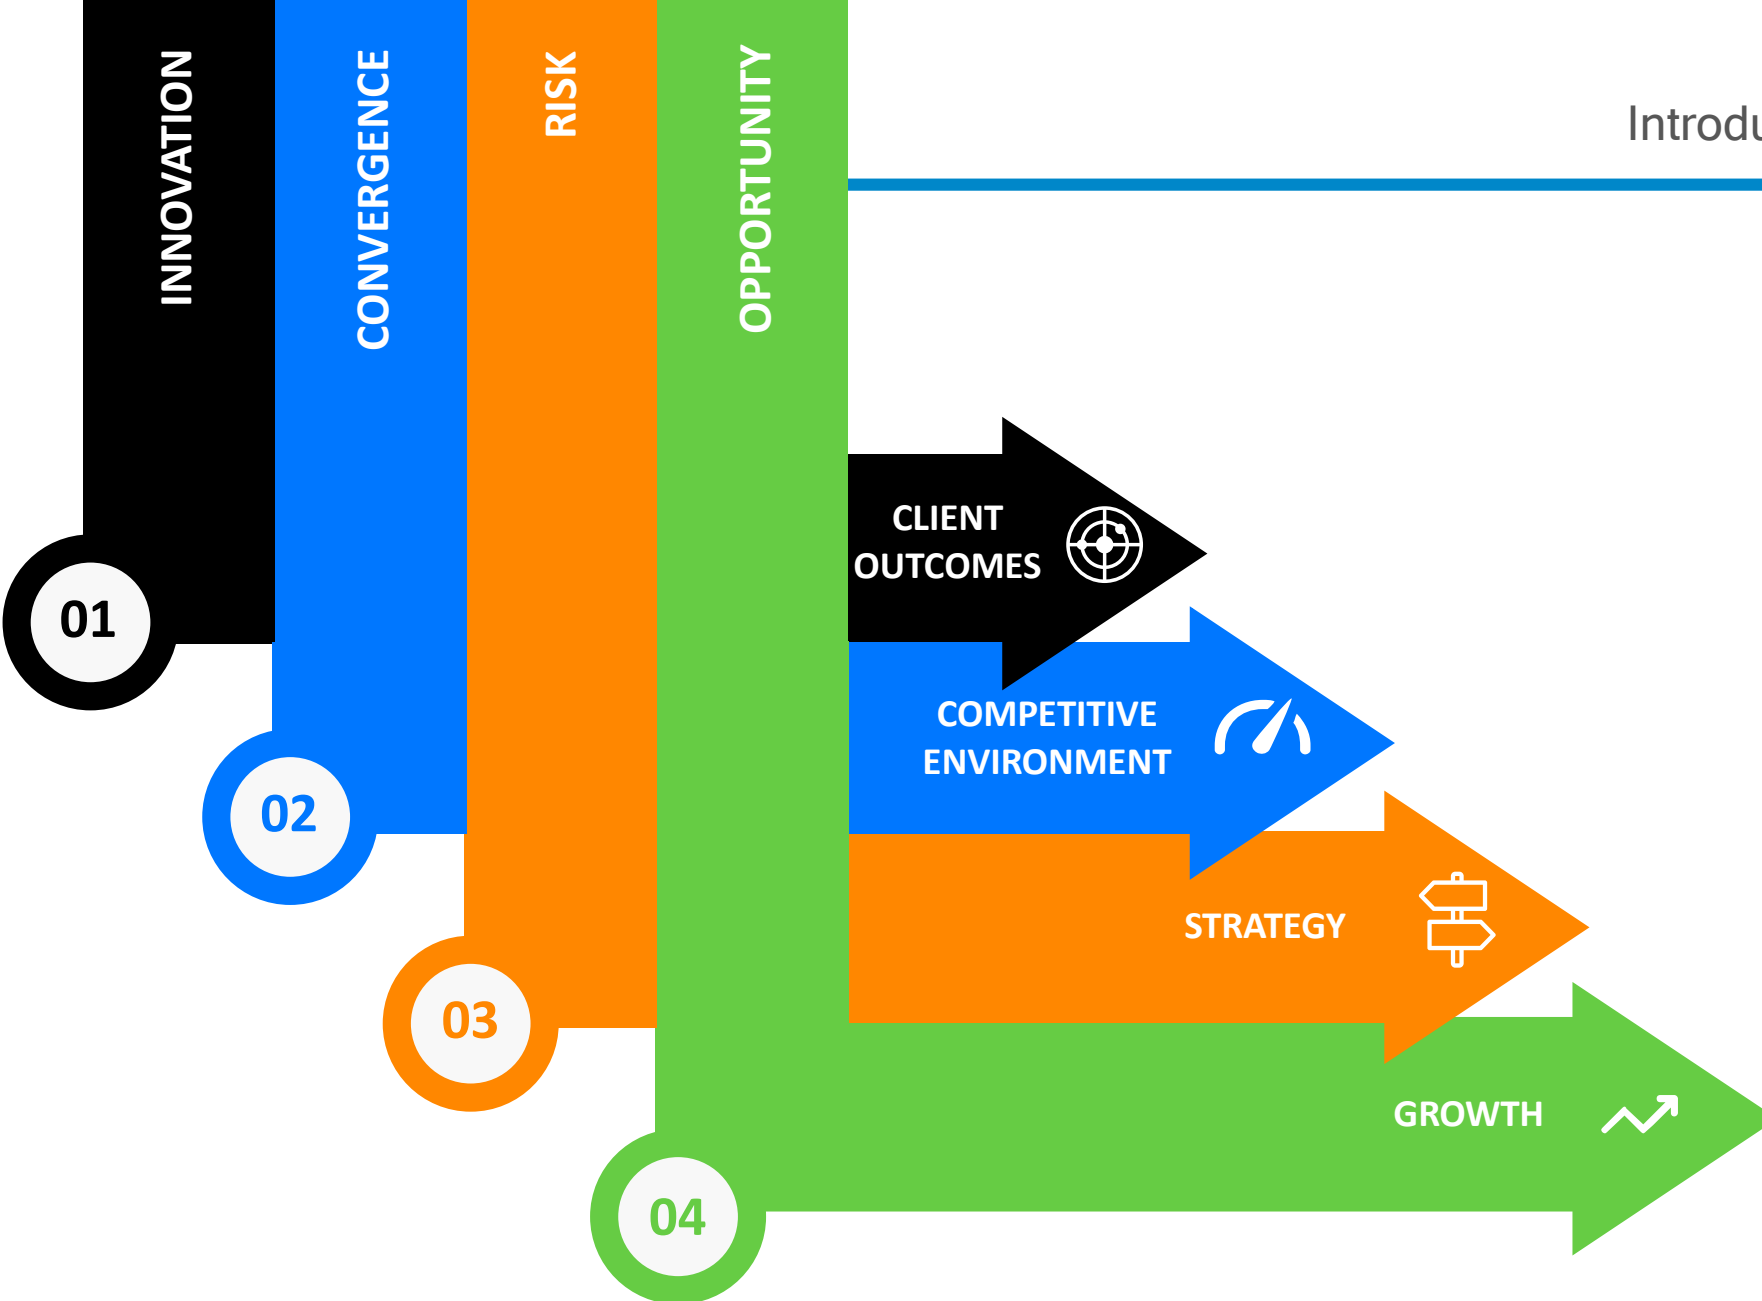 INNOVATION
CONVERGENCE
RISK
OPPORTUNITY
Introdu
CLIENT
OUTCOMES
01
COMPETITIVE
ENVIRONMENT
02
STRATEGY
03
GROWTH
04